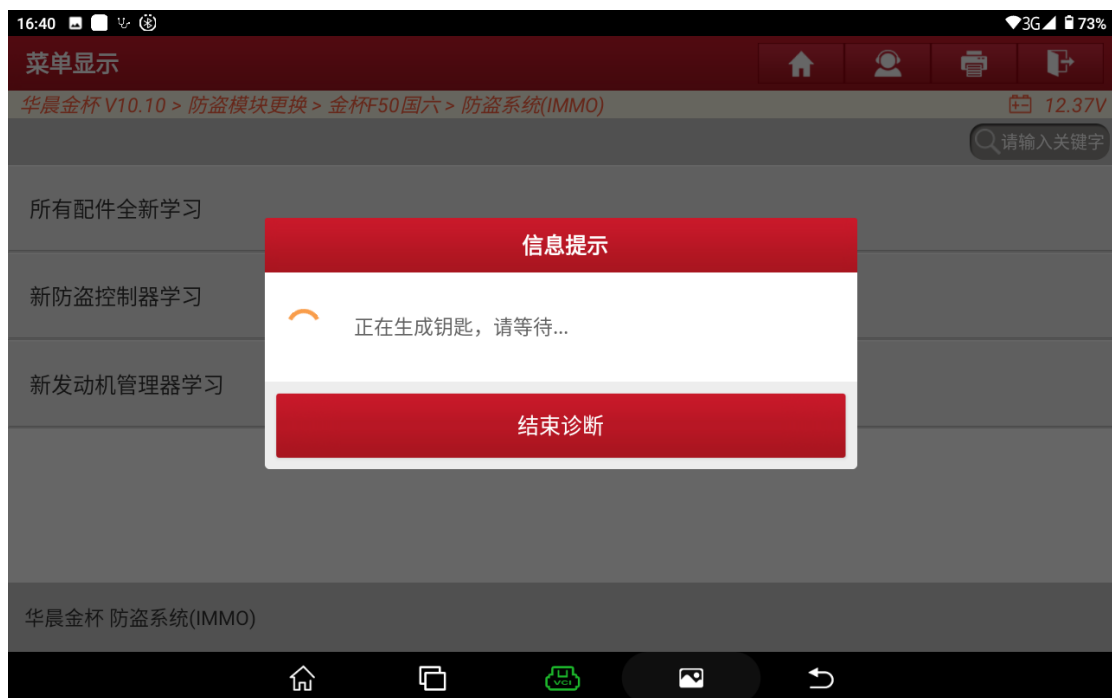 16:40
3G 73%
菜单显示
华晨金杯 V10.10 > 防盗模块更换 > 金杯F50国六 > 防盗系统(IMMO)
12.37V
请输入关键字
所有配件全新学习
信息提示
新防盗控制器学习
正在生成钥匙，请等待...
新发动机管理器学习
结束诊断
华晨金杯 防盗系统(IMMO)
VCI